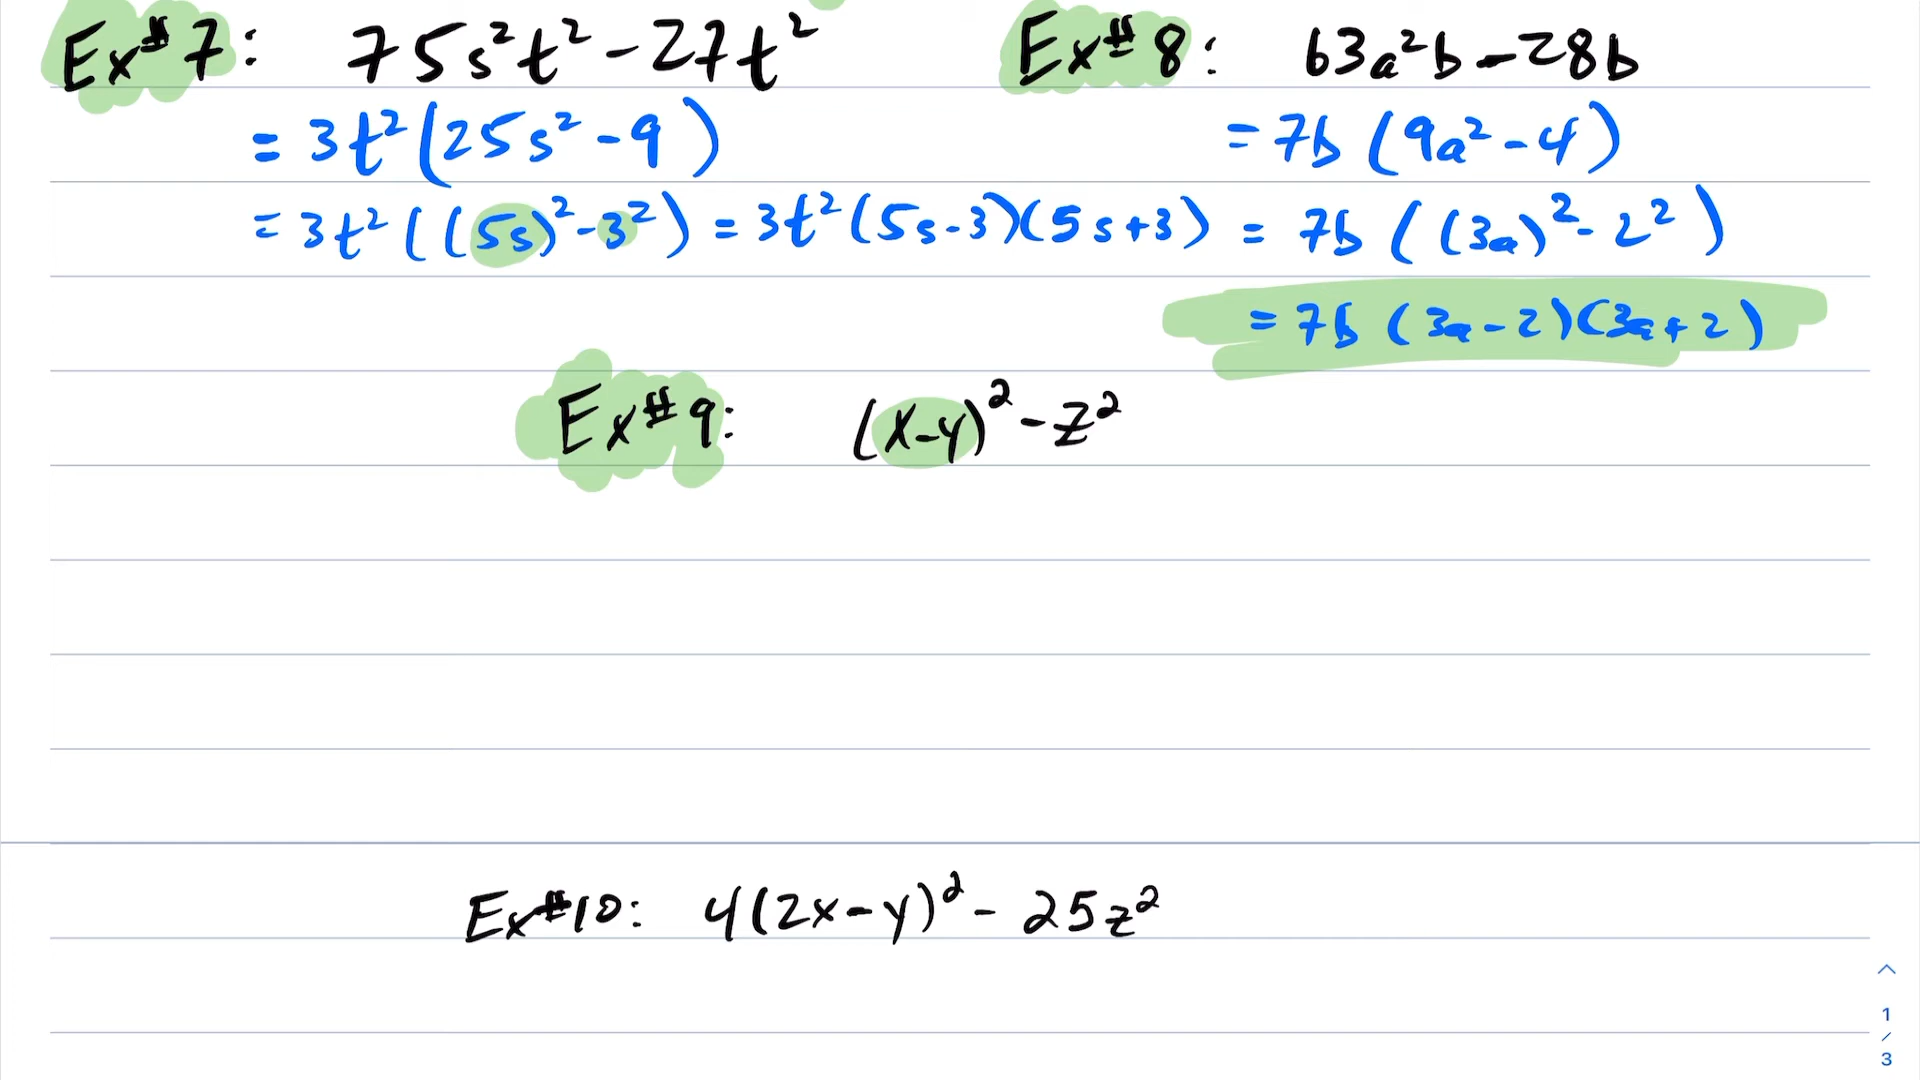 Ex#7: 75s²t² - 27t²
= 3t²(25s² - 9)
= 3t²((5s)² - 3²) = 3t²(5s-3)(5s+3)
Ex#8: 63a²b - 28b
= 7b(9a² - 4)
= 7b((3a)² - 2²)
= 7b(3a-2)(3a+2)
Ex#9: (x-y)² - z²
Ex#10: 4(2x-y)² - 25z²
1
/
3